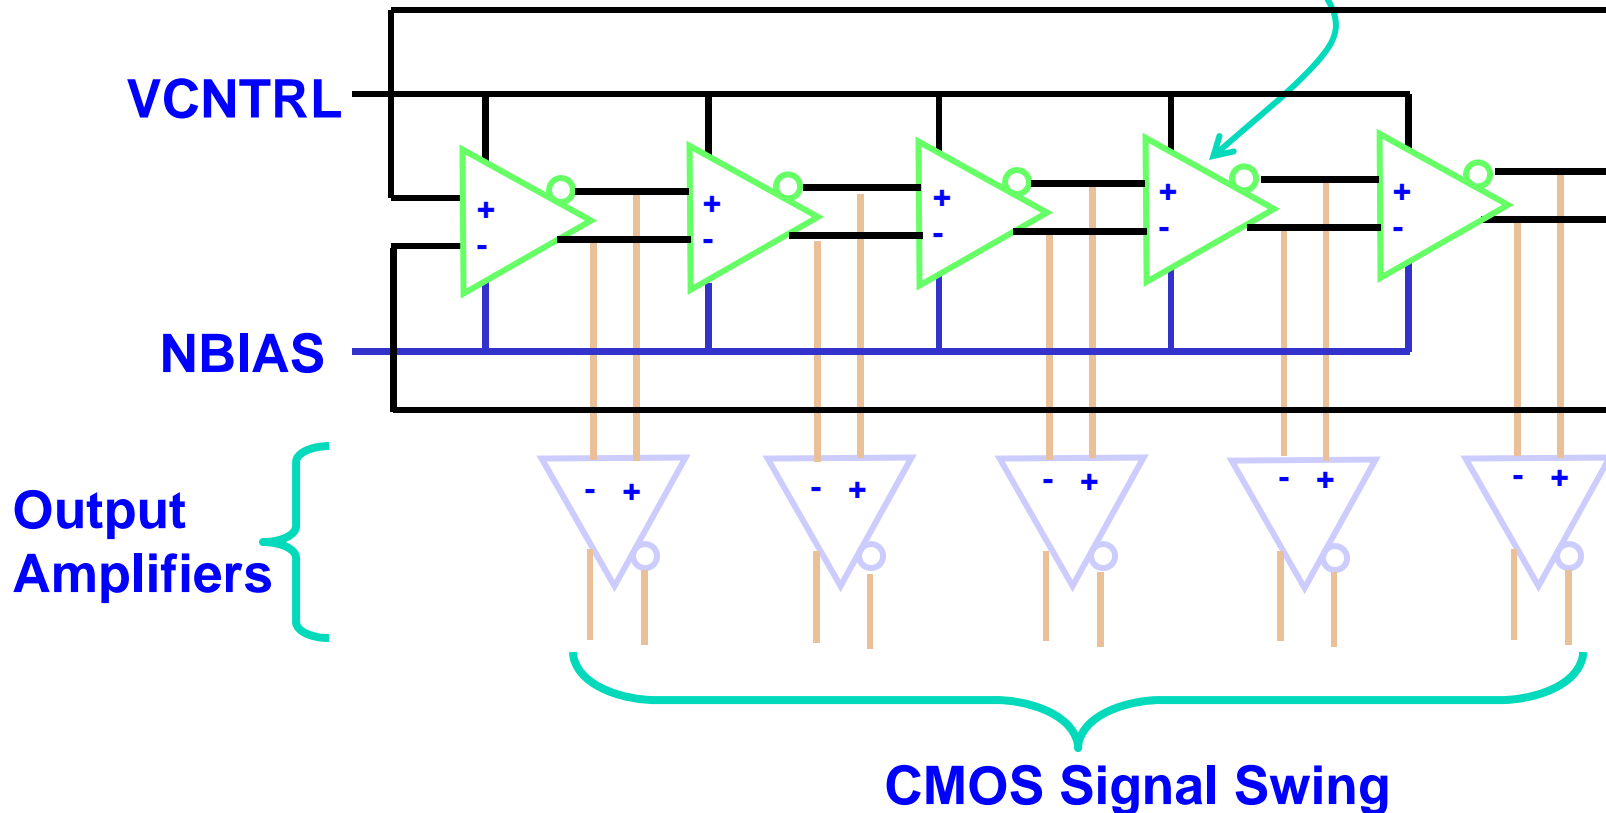 VCNTRL
+ + + + +
- - - - -
NBIAS
- + - + - + - + - +
Output
Amplifiers
CMOS Signal Swing